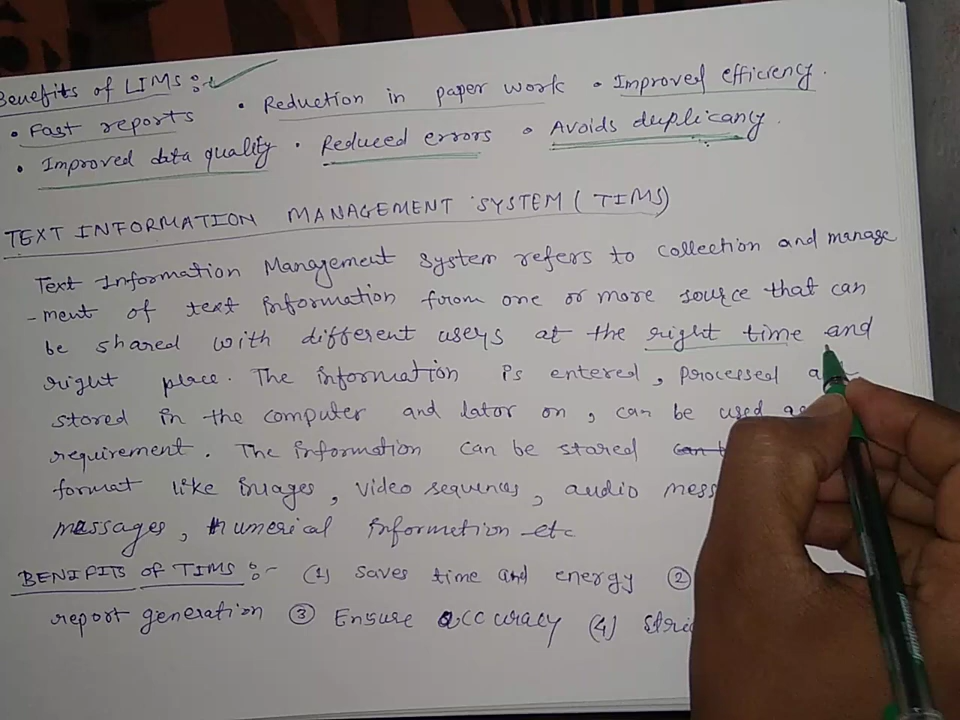 Benefits of LIMS :-
• Fast reports • Reduction in paper work • Improved efficiency.
• Improved data quality • Reduced errors • Avoids duplicancy.
TEXT INFORMATION MANAGEMENT SYSTEM (TIMS)
Text Information Management System refers to collection and manage
-ment of text information from one or more source that can
be shared with different users at the right time and
right place. The information is entered, processed
stored in the computer and lator on, can be used
requirement. The information can be stored
format like images, video sequences, audio
messages, numerical information etc
BENIFITS of TIMS :- (1) saves time and energy (2)
report generation (3) Ensure accuracy (4)